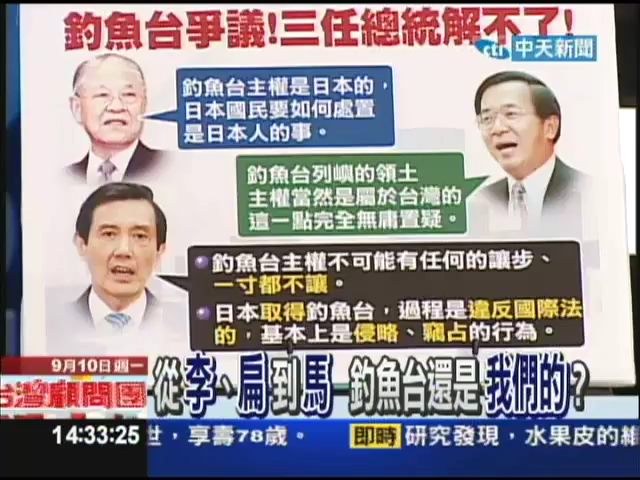 釣魚台爭議!三任總統解不了!
cti 中天新聞
釣魚台主權是日本的,
日本國民要如何處置
是日本人的事。
釣魚台列嶼的領土
主權當然是屬於台灣的
這一點完全無庸置疑。
釣魚台主權不可能有任何的讓步、
一寸都不讓。
日本取得釣魚台,過程是違反國際法
的,基本上是侵略、竊占的行為。
9月10日週一
台灣顧問團
從李、扁到馬 釣魚台還是我們的?
14:33:25
世,享壽78歲。 即時 研究發現,水果皮的維